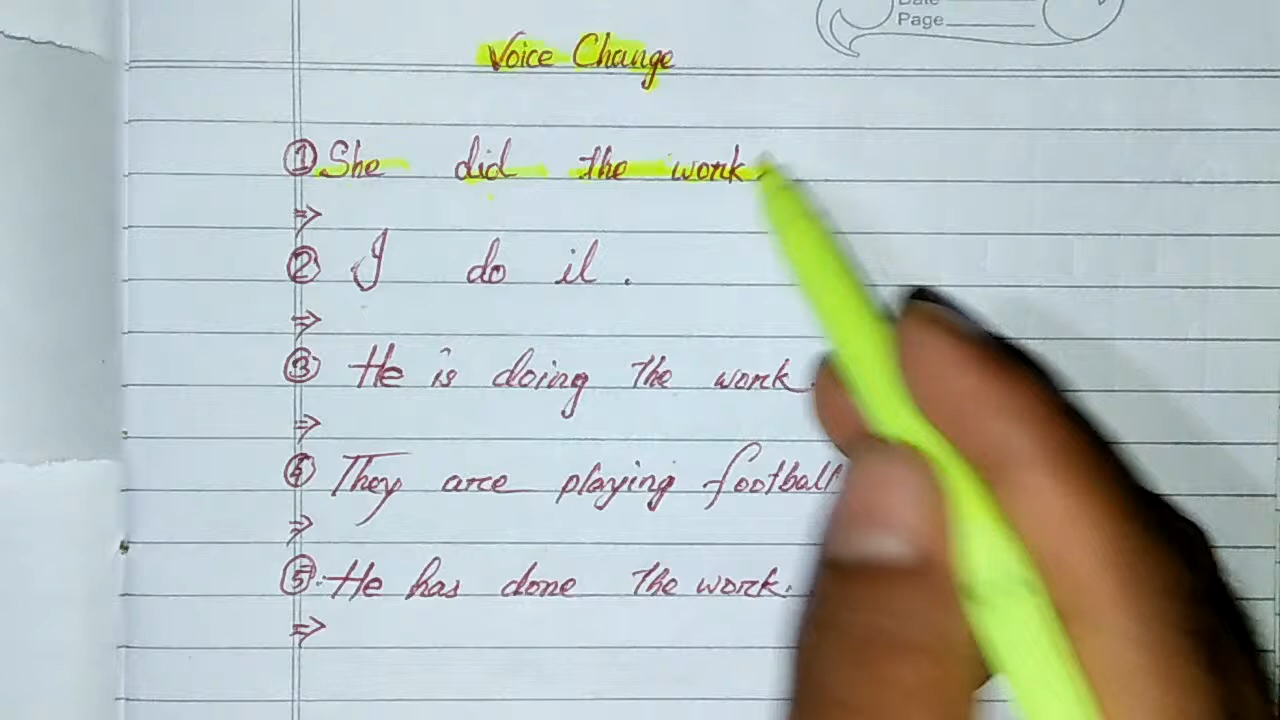 Date
Page
Voice Change
① She did the work.
⇒
② I do it.
⇒
③ He is doing the work.
⇒
④ They are playing football
⇒
⑤ He has done the work.
⇒